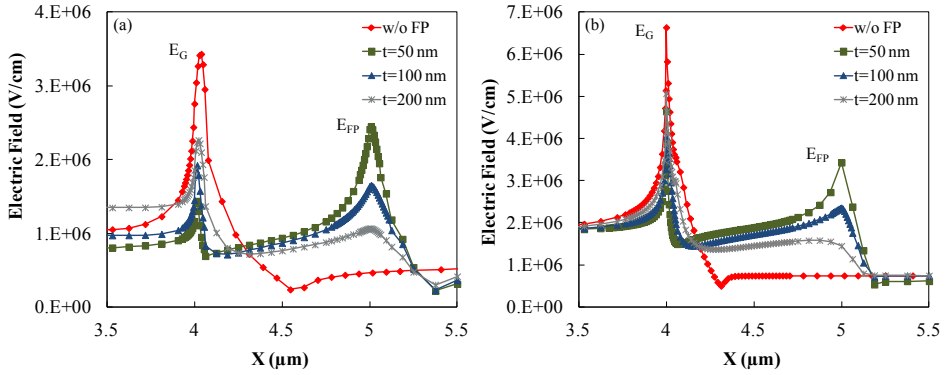 (a)
E_G
E_FP
w/o FP
t=50 nm
t=100 nm
t=200 nm
Electric Field (V/cm)
4.E+06
3.E+06
2.E+06
1.E+06
0.E+00
3.5 4 4.5 5 5.5
X (μm)
(b)
E_G
E_FP
w/o FP
t=50 nm
t=100 nm
t=200 nm
Electric Field (V/cm)
7.E+06
6.E+06
5.E+06
4.E+06
3.E+06
2.E+06
1.E+06
0.E+00
3.5 4 4.5 5 5.5
X (μm)